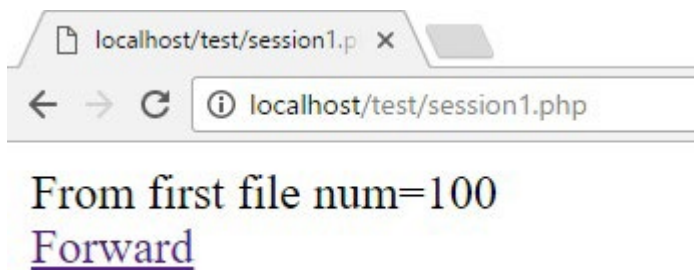 localhost/test/session1.p
localhost/test/session1.php
From first file num=100
Forward